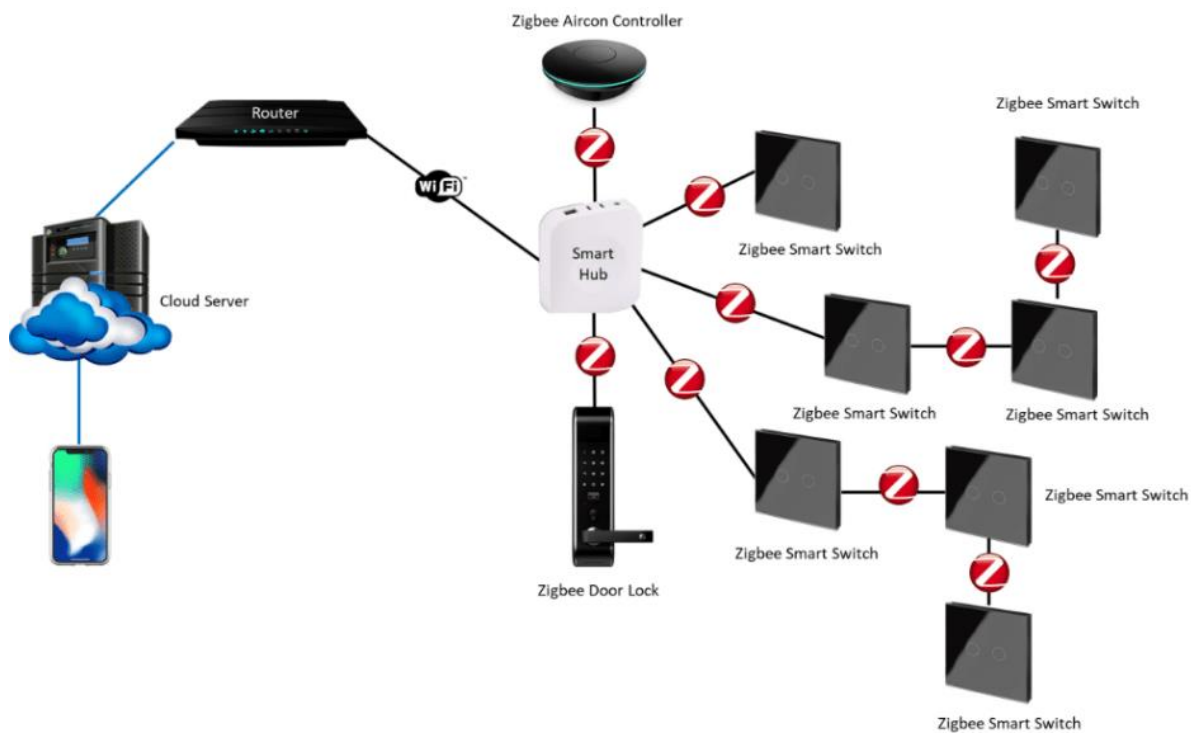 Zigbee Aircon Controller
Router
Zigbee Smart Switch
WiFi™
Zigbee Smart Switch
Smart
Hub
Cloud Server
Zigbee Smart Switch
Zigbee Smart Switch
Zigbee Smart Switch
Zigbee Smart Switch
Zigbee Door Lock
Zigbee Smart Switch